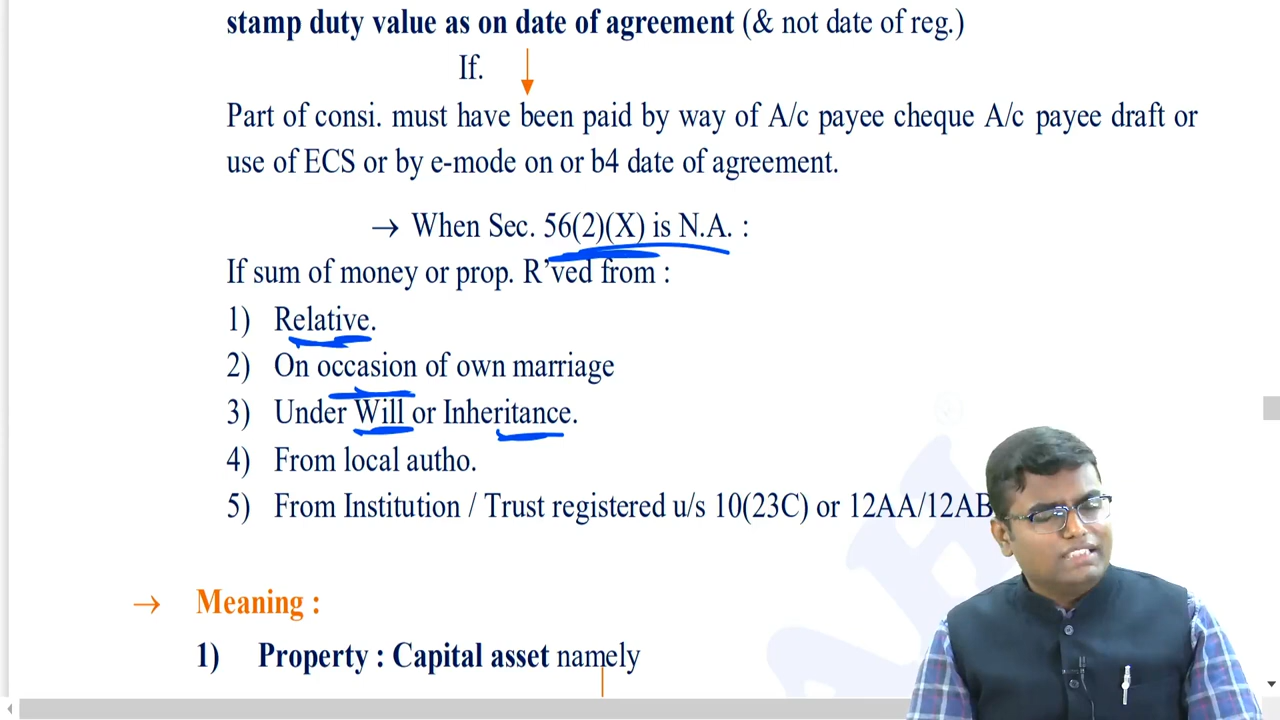 stamp duty value as on date of agreement (& not date of reg.)
If.
Part of consi. must have been paid by way of A/c payee cheque A/c payee draft or
use of ECS or by e-mode on or b4 date of agreement.
→ When Sec. 56(2)(X) is N.A. :
If sum of money or prop. R'ved from :
1) Relative.
2) On occasion of own marriage
3) Under Will or Inheritance.
4) From local autho.
5) From Institution / Trust registered u/s 10(23C) or 12AA/12AB
→ Meaning :
1) Property : Capital asset namely